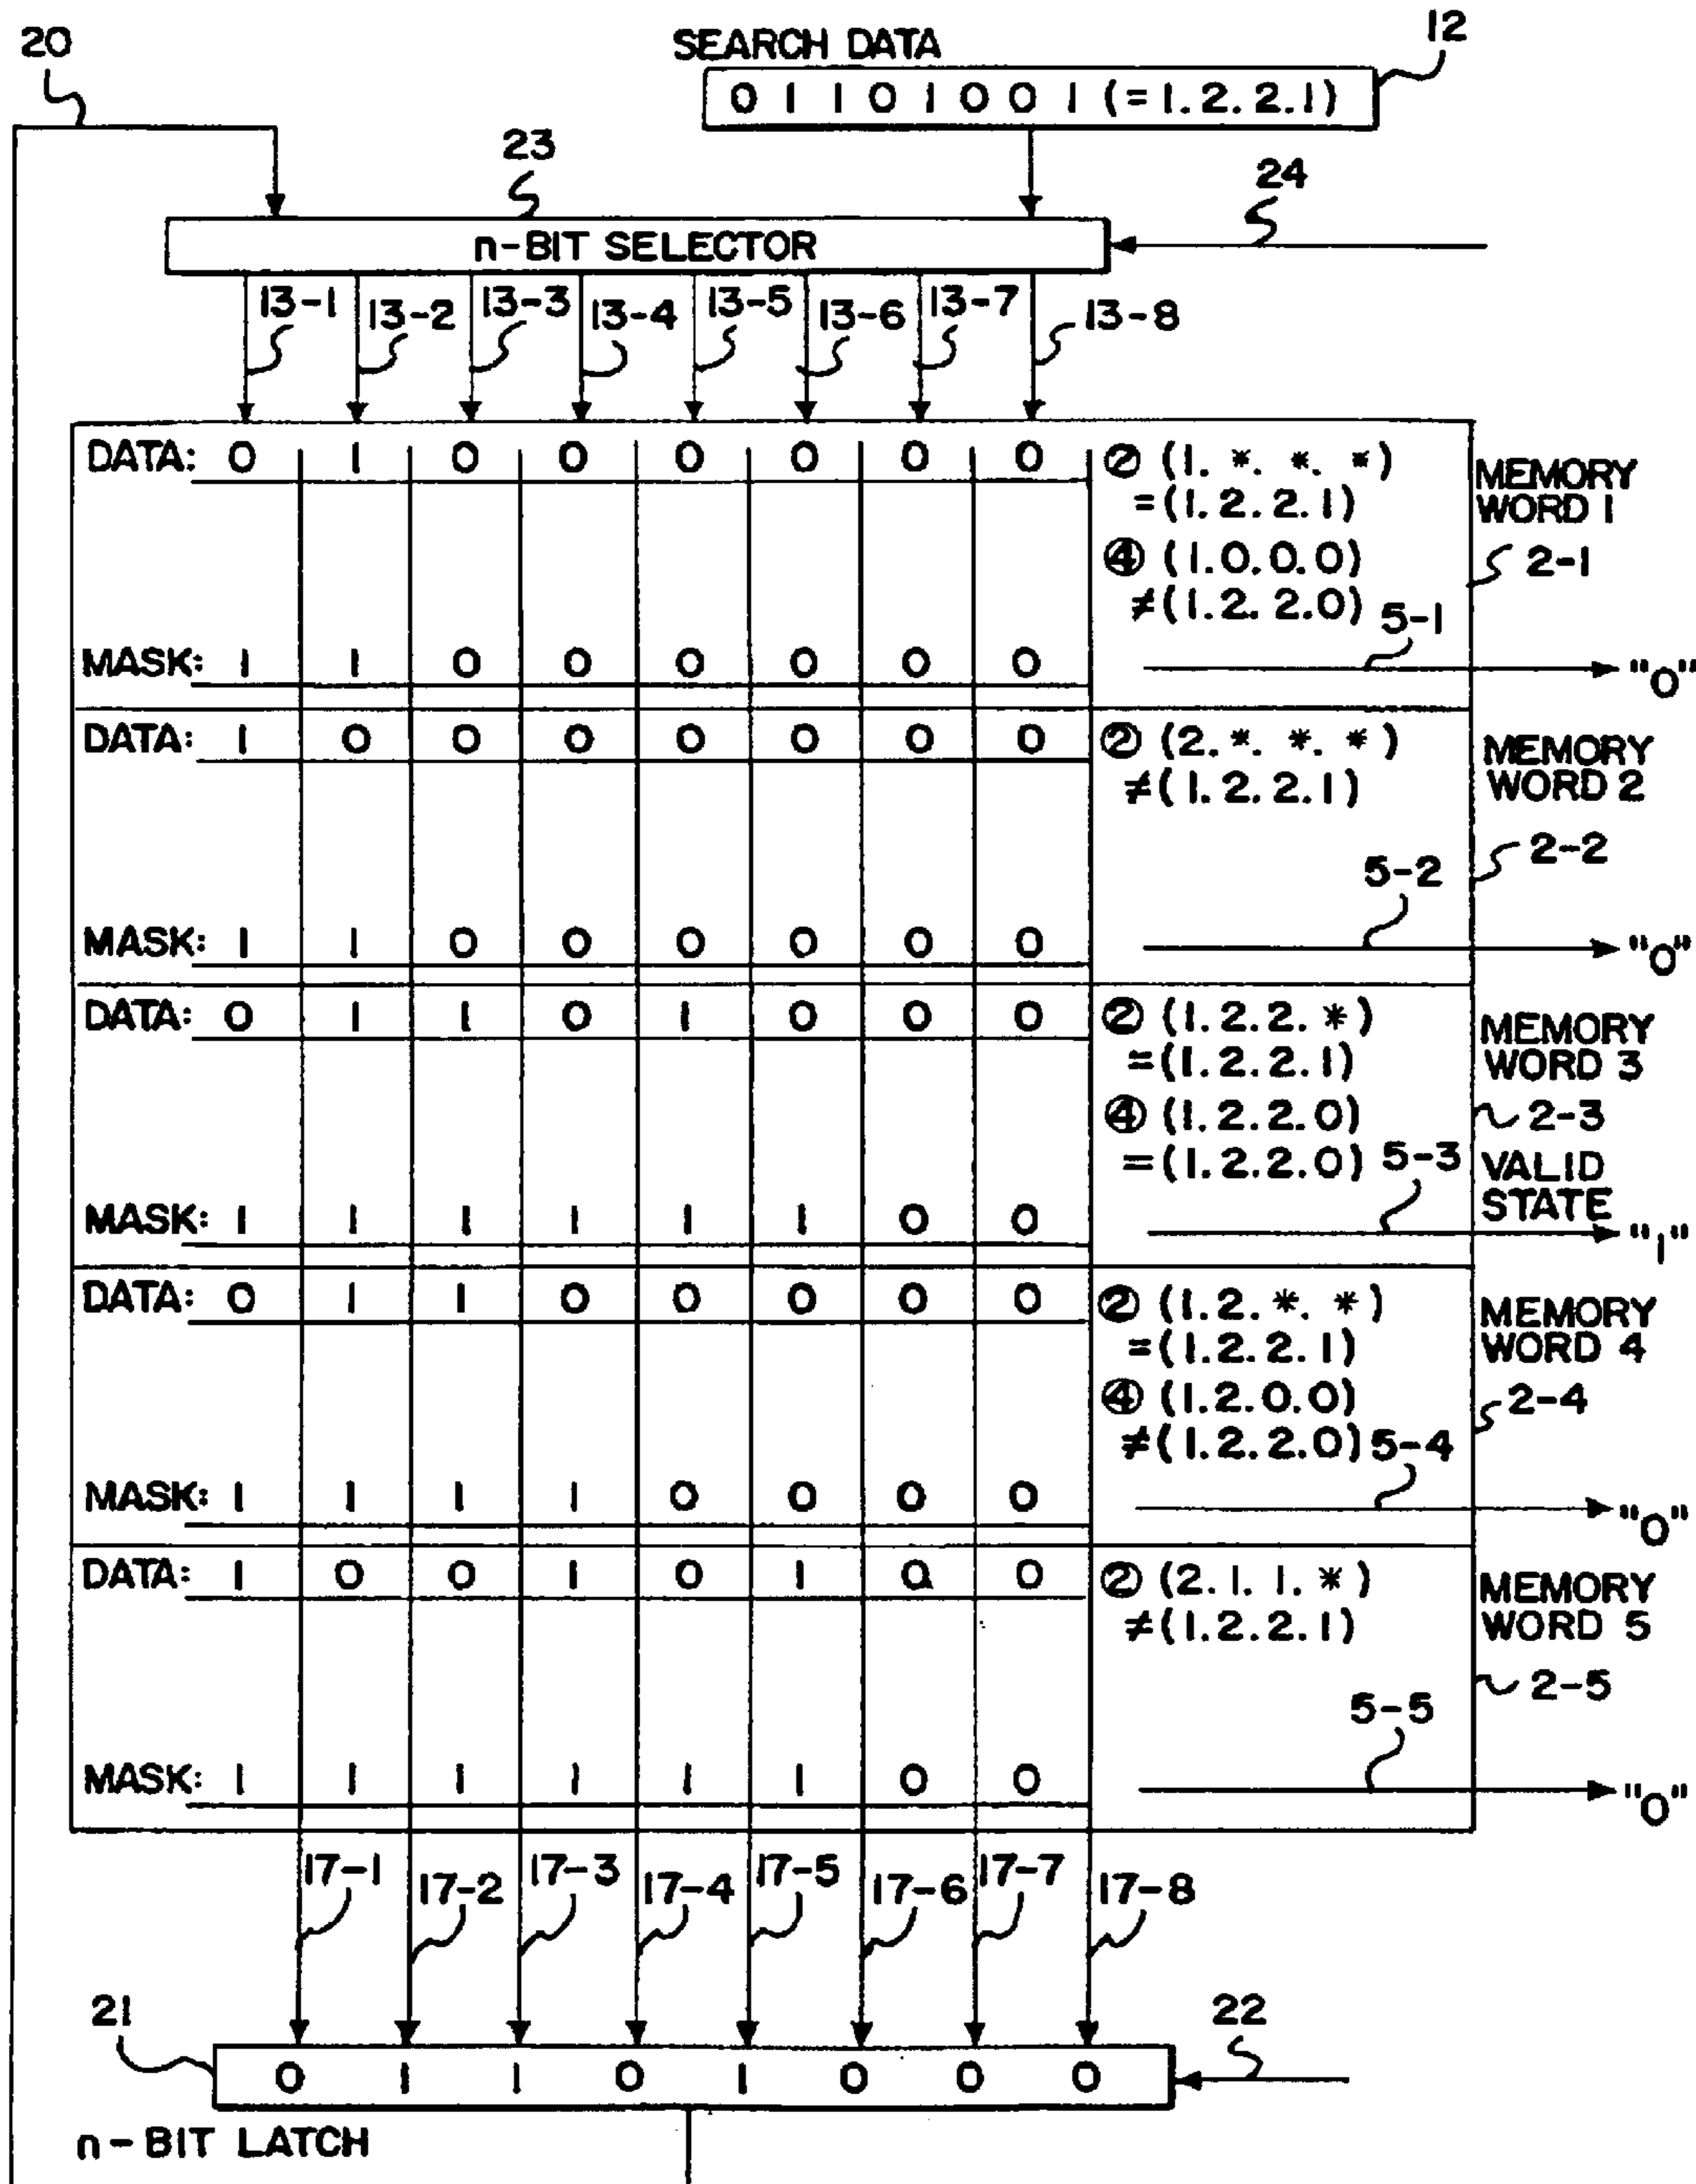 20
SEARCH DATA
12
0 1 1 0 1 0 0 1 (=1.2.2.1)
23
24
n-BIT SELECTOR
13-1 13-2 13-3 13-4 13-5 13-6 13-7 13-8
DATA: 0 1 0 0 0 0 0 0 ② (1. *. *. *)
=(1.2.2.1)
MEMORY
WORD 1
④ (1.0.0.0)
≠(1.2.2.0)
2-1
5-1
MASK: 1 1 0 0 0 0 0 0 "0"
DATA: 1 0 0 0 0 0 0 0 ② (2. *. *. *)
≠(1.2.2.1)
MEMORY
WORD 2
2-2
5-2
MASK: 1 1 0 0 0 0 0 0 "0"
DATA: 0 1 1 0 1 0 0 0 ② (1.2.2. *)
=(1.2.2.1)
MEMORY
WORD 3
④ (1.2.2.0)
=(1.2.2.0)
2-3
5-3
VALID
STATE
MASK: 1 1 1 1 1 1 0 0 "1"
DATA: 0 1 1 0 0 0 0 0 ② (1.2. *. *)
=(1.2.2.1)
MEMORY
WORD 4
④ (1.2.0.0)
≠(1.2.2.0)
2-4
5-4
MASK: 1 1 1 1 0 0 0 0 "0"
DATA: 1 0 0 1 0 1 0 0 ② (2.1.1. *)
≠(1.2.2.1)
MEMORY
WORD 5
2-5
5-5
MASK: 1 1 1 1 1 1 0 0 "0"
17-1 17-2 17-3 17-4 17-5 17-6 17-7 17-8
21
22
0 1 1 0 1 0 0 0
n-BIT LATCH